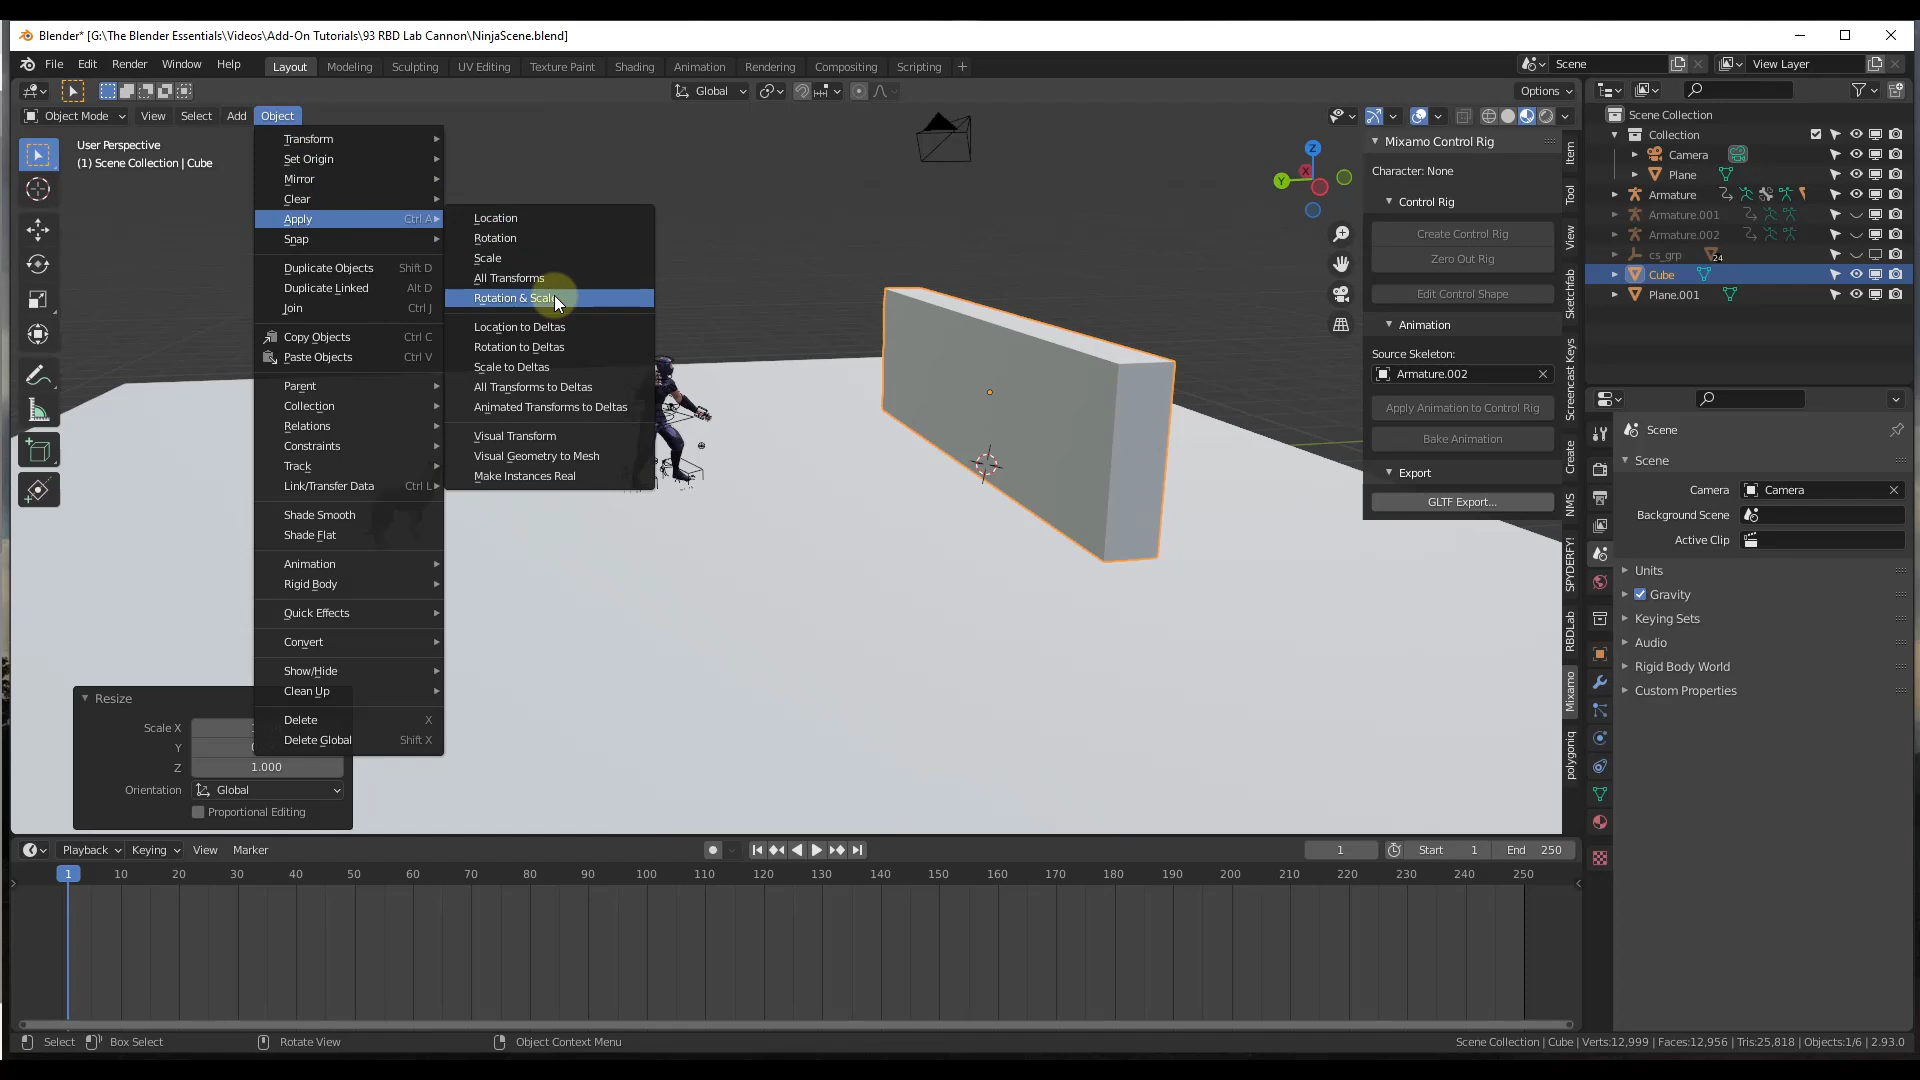 Blender* [G:\The Blender Essentials\Videos\Add-On Tutorials\93 RBD Lab Cannon\NinjaScene.blend]
File Edit Render Window Help Layout Modeling Sculpting UV Editing Texture Paint Shading Animation Rendering Compositing Scripting + Scene View Layer
Global Options
Object Mode View Select Add Object
User Perspective
(1) Scene Collection | Cube
Transform
Set Origin
Mirror
Clear
Apply Ctrl A
Snap
Duplicate Objects Shift D
Duplicate Linked Alt D
Join Ctrl J
Copy Objects Ctrl C
Paste Objects Ctrl V
Parent
Collection
Relations
Constraints
Track
Link/Transfer Data Ctrl L
Shade Smooth
Shade Flat
Animation
Rigid Body
Quick Effects
Convert
Show/Hide
Clean Up
Delete X
Delete Global Shift X
Location
Rotation
Scale
All Transforms
Rotation & Scale
Location to Deltas
Rotation to Deltas
Scale to Deltas
All Transforms to Deltas
Animated Transforms to Deltas
Visual Transform
Visual Geometry to Mesh
Make Instances Real
Resize
Scale X
Y
Z 1.000
Orientation Global
Proportional Editing
Z
Y
X
Mixamo Control Rig
Character: None
Control Rig
Create Control Rig
Zero Out Rig
Edit Control Shape
Animation
Source Skeleton:
Armature.002
Apply Animation to Control Rig
Bake Animation
Export
GLTF Export...
Item
Tool
View
Sketchfab
Screencast Keys
Create
NMS
SPYDERFY!
RBDLab
Mixamo
polygoniq
Scene Collection
Collection
Camera
Plane
Armature
Armature.001
Armature.002
cs_grp 24
Cube
Plane.001
Scene
Scene
Camera Camera
Background Scene
Active Clip
Units
Gravity
Keying Sets
Audio
Rigid Body World
Custom Properties
Playback Keying View Marker 1 Start 1 End 250
1 10 20 30 40 50 60 70 80 90 100 110 120 130 140 150 160 170 180 190 200 210 220 230 240 250
Select Box Select Rotate View Object Context Menu Scene Collection | Cube | Verts:12,999 | Faces:12,956 | Tris:25,818 | Objects:1/6 | 2.93.0